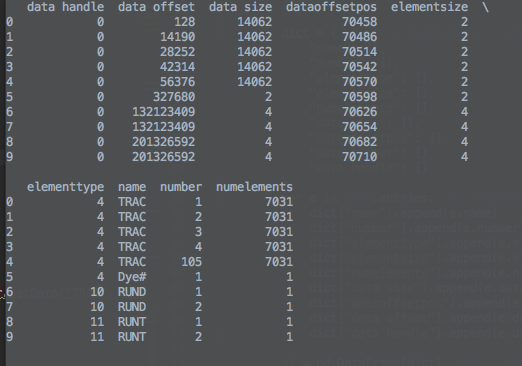 data handle data offset data size dataoffsetpos elementsize \
0 0 128 14062 70458 2
1 0 14190 14062 70486 2
2 0 28252 14062 70514 2
3 0 42314 14062 70542 2
4 0 56376 14062 70570 2
5 0 327680 2 70598 2
6 0 132123409 4 70626 4
7 0 132123409 4 70654 4
8 0 201326592 4 70682 4
9 0 201326592 4 70710 4
elementtype name number numelements
0 4 TRAC 1 7031
1 4 TRAC 2 7031
2 4 TRAC 3 7031
3 4 TRAC 4 7031
4 4 TRAC 105 7031
5 4 Dye# 1 1
6 10 RUND 1 1
7 10 RUND 2 1
8 11 RUNT 1 1
9 11 RUNT 2 1